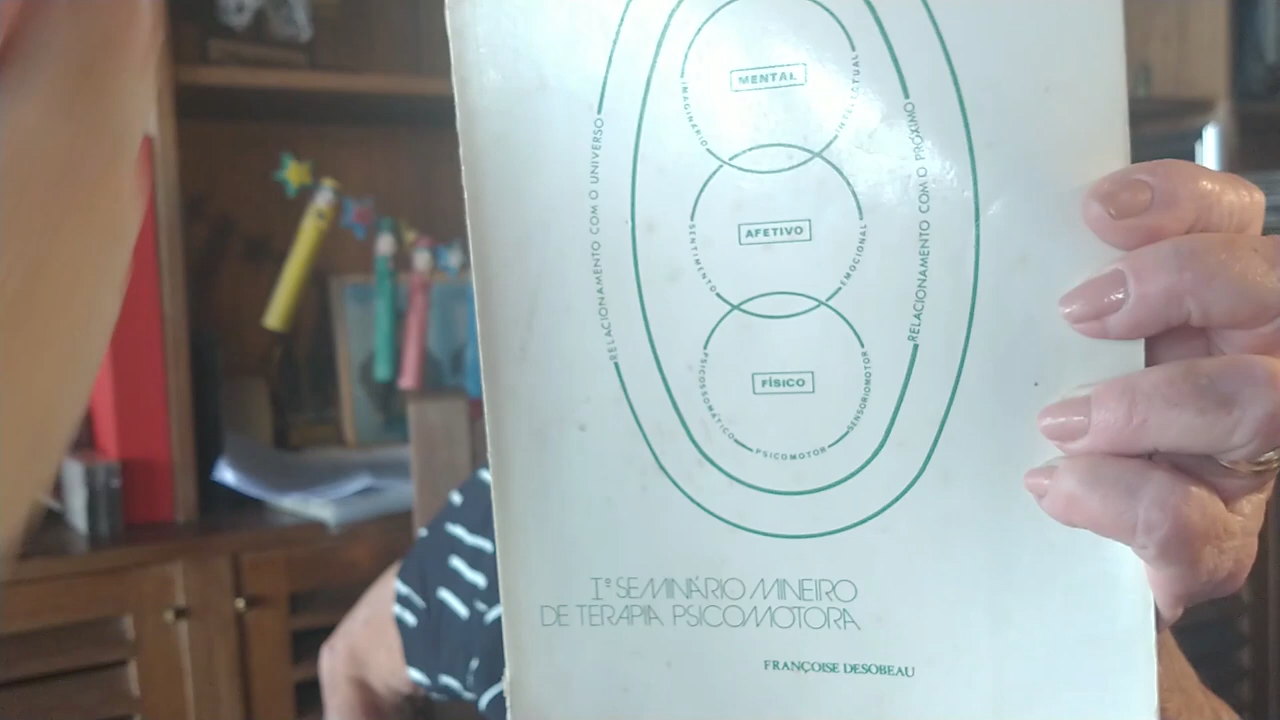 MENTAL
IMAGINÁRIO
INTELECTUAL
RELACIONAMENTO COM O UNIVERSO
RELACIONAMENTO COM O PRÓXIMO
AFETIVO
SENTIMENTO
EMOCIONAL
FÍSICO
PSICOSSOMÁTICO
PSICOMOTOR
SENSORIOMOTOR
Iº SEMINÁRIO MINEIRO
DE TERAPIA PSICOMOTORA
FRANÇOISE DESOBEAU